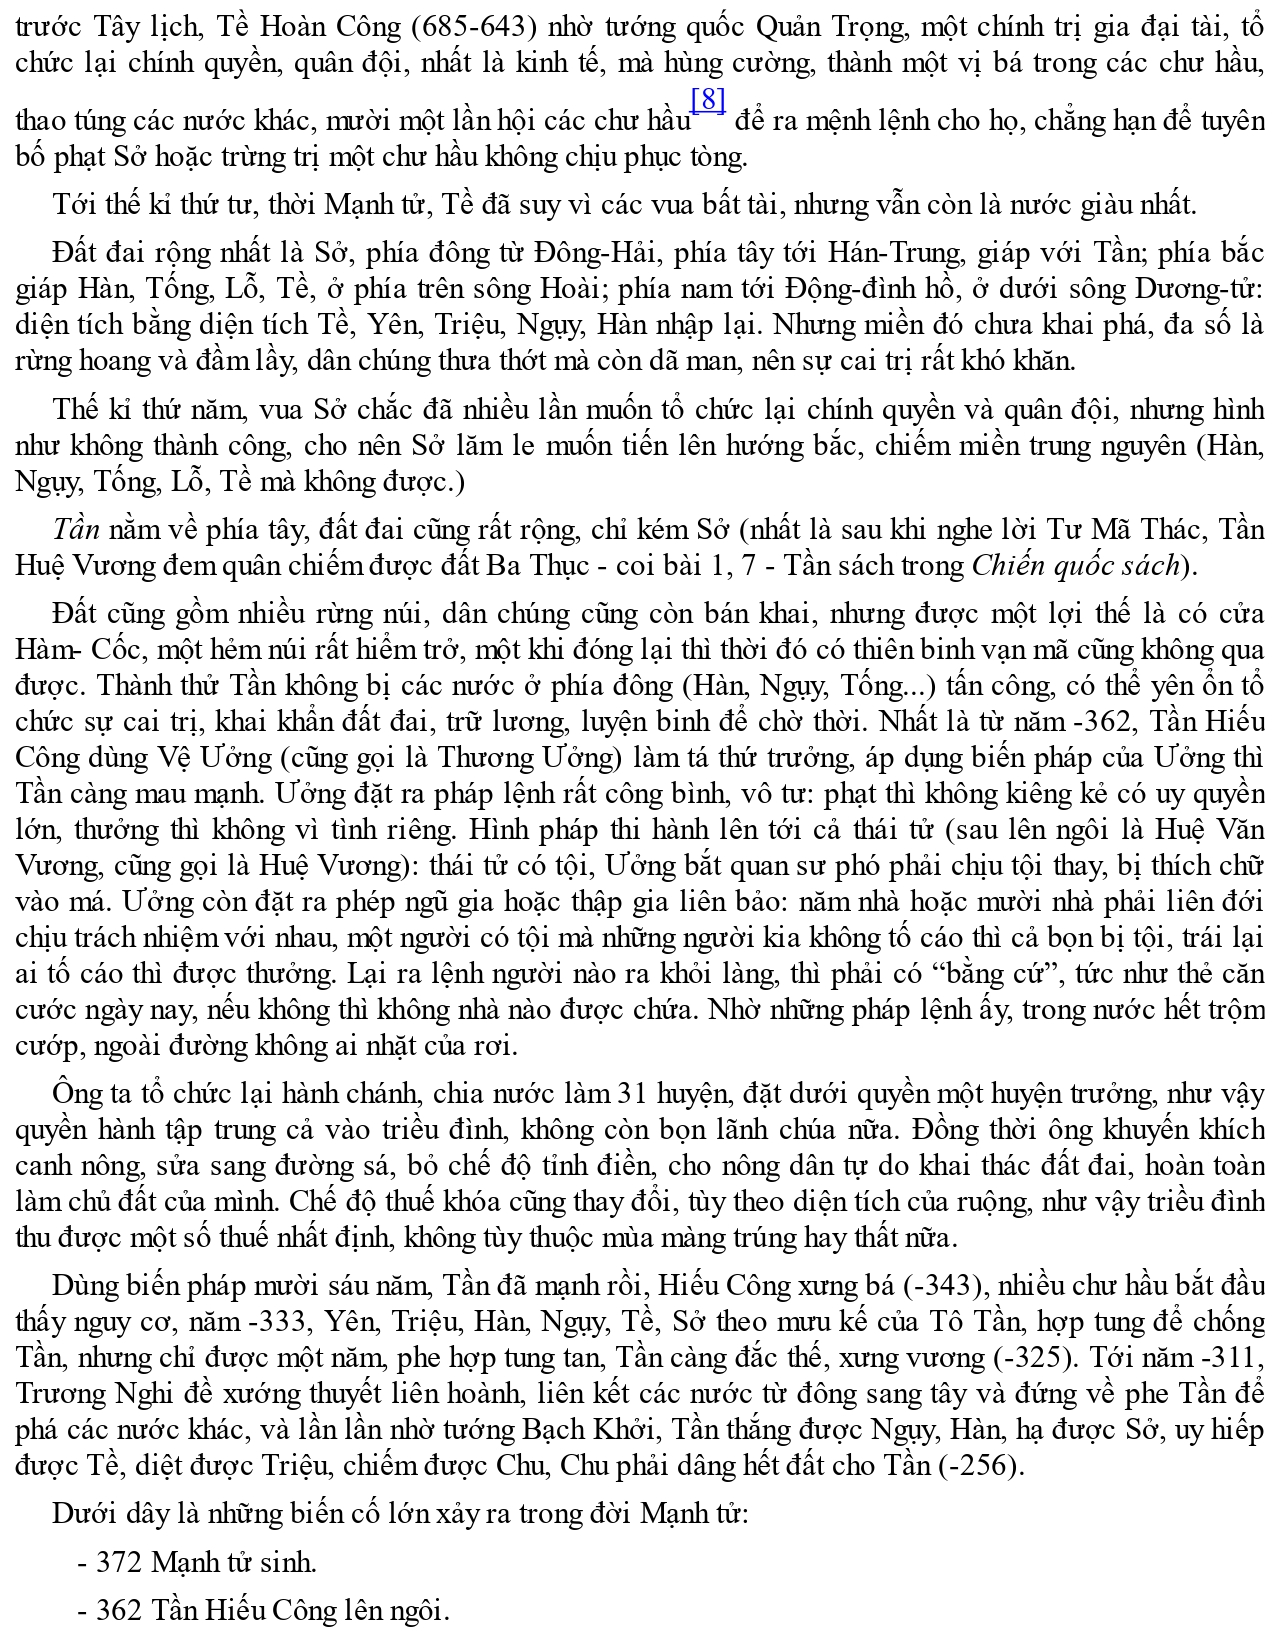 trước Tây lịch, Tề Hoàn Công (685-643) nhờ tướng quốc Quản Trọng, một chính trị gia đại tài, tổ
chức lại chính quyền, quân đội, nhất là kinh tế, mà hùng cường, thành một vị bá trong các chư hầu,
thao túng các nước khác, mười một lần hội các chư hầu[8] để ra mệnh lệnh cho họ, chẳng hạn để tuyên
bố phạt Sở hoặc trừng trị một chư hầu không chịu phục tòng.
Tới thế kỉ thứ tư, thời Mạnh tử, Tề đã suy vì các vua bất tài, nhưng vẫn còn là nước giàu nhất.
Đất đai rộng nhất là Sở, phía đông từ Đông-Hải, phía tây tới Hán-Trung, giáp với Tần; phía bắc
giáp Hàn, Tống, Lỗ, Tề, ở phía trên sông Hoài; phía nam tới Động-đình hồ, ở dưới sông Dương-tử:
diện tích bằng diện tích Tề, Yên, Triệu, Ngụy, Hàn nhập lại. Nhưng miền đó chưa khai phá, đa số là
rừng hoang và đầm lầy, dân chúng thưa thớt mà còn dã man, nên sự cai trị rất khó khăn.
Thế kỉ thứ năm, vua Sở chắc đã nhiều lần muốn tổ chức lại chính quyền và quân đội, nhưng hình
như không thành công, cho nên Sở lăm le muốn tiến lên hướng bắc, chiếm miền trung nguyên (Hàn,
Ngụy, Tống, Lỗ, Tề mà không được.)
Tần nằm về phía tây, đất đai cũng rất rộng, chỉ kém Sở (nhất là sau khi nghe lời Tư Mã Thác, Tần
Huệ Vương đem quân chiếm được đất Ba Thục - coi bài 1, 7 - Tần sách trong Chiến quốc sách).
Đất cũng gồm nhiều rừng núi, dân chúng cũng còn bán khai, nhưng được một lợi thế là có cửa
Hàm- Cốc, một hẻm núi rất hiểm trở, một khi đóng lại thì thời đó có thiên binh vạn mã cũng không qua
được. Thành thử Tần không bị các nước ở phía đông (Hàn, Ngụy, Tống...) tấn công, có thể yên ổn tổ
chức sự cai trị, khai khẩn đất đai, trữ lương, luyện binh để chờ thời. Nhất là từ năm -362, Tần Hiếu
Công dùng Vệ Ưởng (cũng gọi là Thương Ưởng) làm tá thứ trưởng, áp dụng biến pháp của Ưởng thì
Tần càng mau mạnh. Ưởng đặt ra pháp lệnh rất công bình, vô tư: phạt thì không kiêng kẻ có uy quyền
lớn, thưởng thì không vì tình riêng. Hình pháp thi hành lên tới cả thái tử (sau lên ngôi là Huệ Văn
Vương, cũng gọi là Huệ Vương): thái tử có tội, Ưởng bắt quan sư phó phải chịu tội thay, bị thích chữ
vào má. Ưởng còn đặt ra phép ngũ gia hoặc thập gia liên bảo: năm nhà hoặc mười nhà phải liên đới
chịu trách nhiệm với nhau, một người có tội mà những người kia không tố cáo thì cả bọn bị tội, trái lại
ai tố cáo thì được thưởng. Lại ra lệnh người nào ra khỏi làng, thì phải có “bằng cứ”, tức như thẻ căn
cước ngày nay, nếu không thì không nhà nào được chứa. Nhờ những pháp lệnh ấy, trong nước hết trộm
cướp, ngoài đường không ai nhặt của rơi.
Ông ta tổ chức lại hành chánh, chia nước làm 31 huyện, đặt dưới quyền một huyện trưởng, như vậy
quyền hành tập trung cả vào triều đình, không còn bọn lãnh chúa nữa. Đồng thời ông khuyến khích
canh nông, sửa sang đường sá, bỏ chế độ tỉnh điền, cho nông dân tự do khai thác đất đai, hoàn toàn
làm chủ đất của mình. Chế độ thuế khóa cũng thay đổi, tùy theo diện tích của ruộng, như vậy triều đình
thu được một số thuế nhất định, không tùy thuộc mùa màng trúng hay thất nữa.
Dùng biến pháp mười sáu năm, Tần đã mạnh rồi, Hiếu Công xưng bá (-343), nhiều chư hầu bắt đầu
thấy nguy cơ, năm -333, Yên, Triệu, Hàn, Ngụy, Tề, Sở theo mưu kế của Tô Tần, hợp tung để chống
Tần, nhưng chỉ được một năm, phe hợp tung tan, Tần càng đắc thế, xưng vương (-325). Tới năm -311,
Trương Nghi đề xướng thuyết liên hoành, liên kết các nước từ đông sang tây và đứng về phe Tần để
phá các nước khác, và lần lần nhờ tướng Bạch Khởi, Tần thắng được Ngụy, Hàn, hạ được Sở, uy hiếp
được Tề, diệt được Triệu, chiếm được Chu, Chu phải dâng hết đất cho Tần (-256).
Dưới dây là những biến cố lớn xảy ra trong đời Mạnh tử:
- 372 Mạnh tử sinh.
- 362 Tần Hiếu Công lên ngôi.